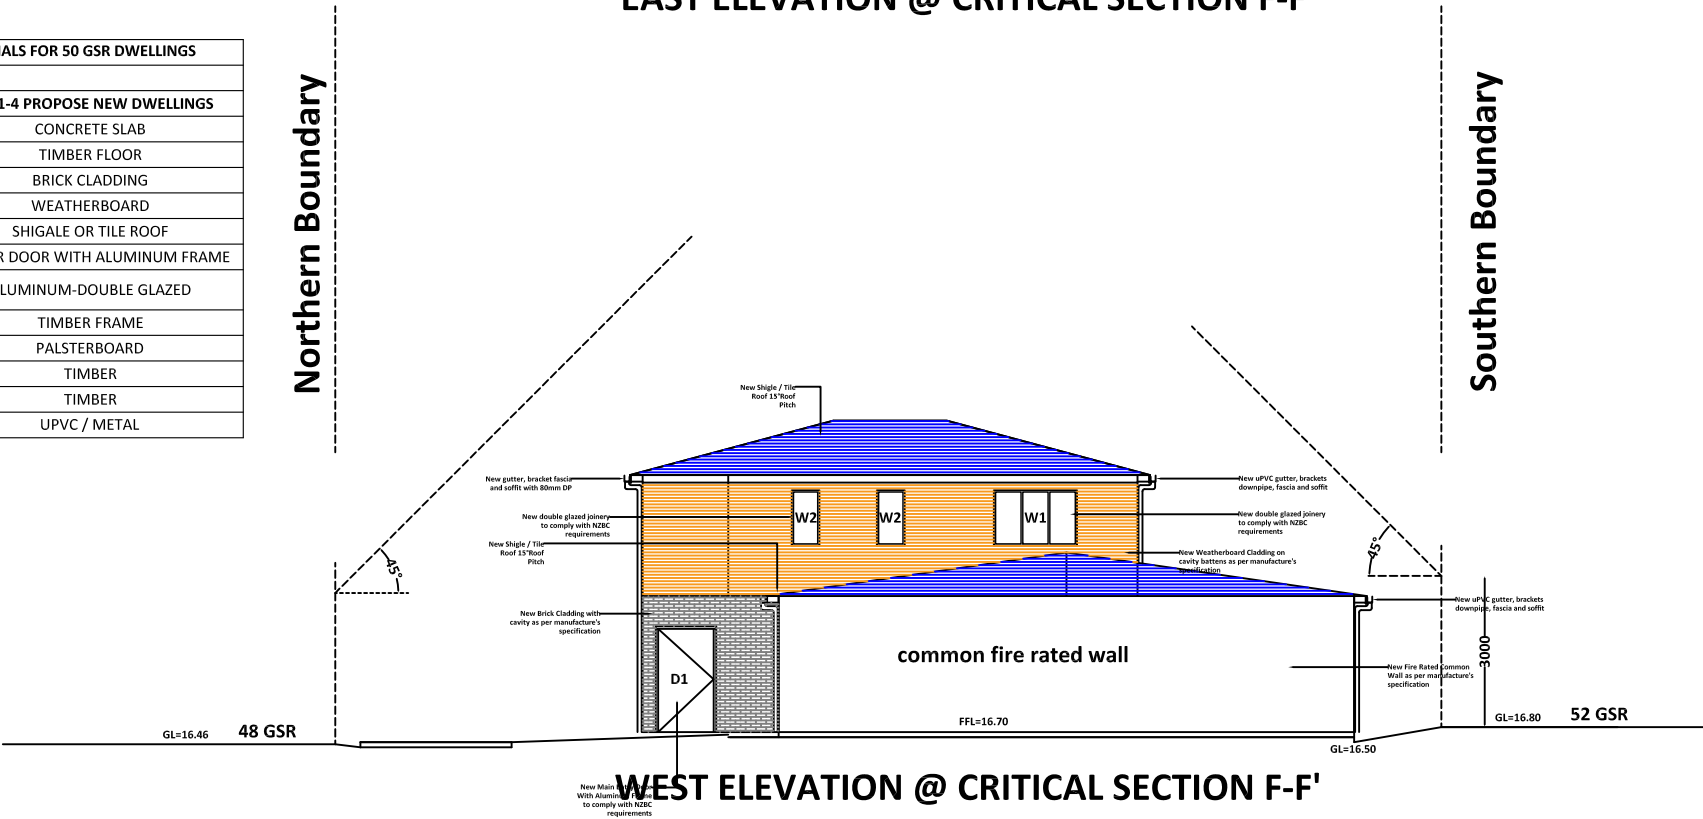 EAST ELEVATION @ CRITICAL SECTION F-F'
IALS FOR 50 GSR DWELLINGS
1-4 PROPOSE NEW DWELLINGS
CONCRETE SLAB
TIMBER FLOOR
BRICK CLADDING
WEATHERBOARD
SHIGALE OR TILE ROOF
R DOOR WITH ALUMINUM FRAME
LUMINUM-DOUBLE GLAZED
TIMBER FRAME
PALSTERBOARD
TIMBER
TIMBER
UPVC / METAL
Northern Boundary
Southern Boundary
New Shigle / Tile
Roof 15°Roof
Pitch
New gutter, bracket fascia
and soffit with 80mm DP
New double glazed joinery
to comply with NZBC
requirements
New Shigle / Tile
Roof 15°Roof
Pitch
New Brick Cladding with
cavity as per manufacture's
specification
W2
W2
W1
New uPVC gutter, brackets
downpipe, fascia and soffit
New double glazed joinery
to comply with NZBC
requirements
New Weatherboard Cladding on
cavity battens as per manufacture's
specification
45°
45°
New uPVC gutter, brackets
downpipe, fascia and soffit
3000
common fire rated wall
New Fire Rated Common
Wall as per manufacture's
specification
D1
FFL=16.70
GL=16.46
48 GSR
GL=16.80
52 GSR
GL=16.50
New Main Entry Door
With Aluminum Frame
to comply with NZBC
requirements
WEST ELEVATION @ CRITICAL SECTION F-F'